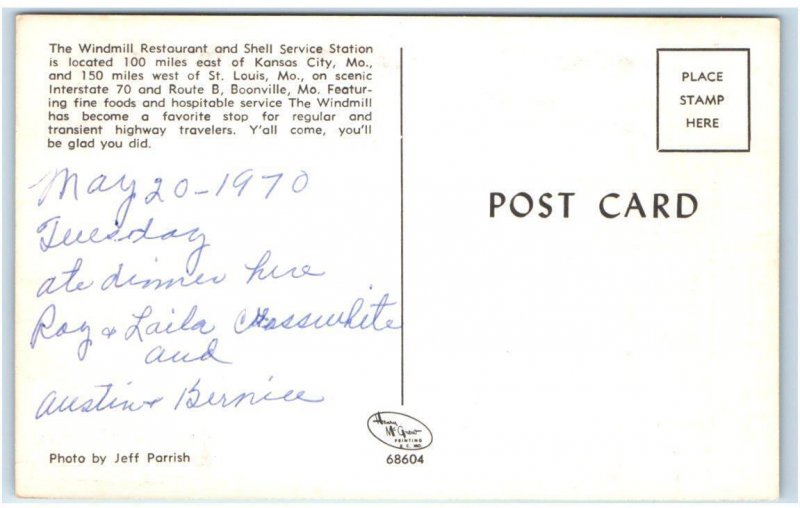 The Windmill Restaurant and Shell Service Station
is located 100 miles east of Kansas City, Mo.,
and 150 miles west of St. Louis, Mo., on scenic
Interstate 70 and Route B, Boonville, Mo. Featur-
ing fine foods and hospitable service The Windmill
has become a favorite stop for regular and
transient highway travelers. Y'all come, you'll
be glad you did.
May 20-1970
Tuesday
ate dinner here
Roy & Laila
and
Austin & Bernice
Photo by Jeff Parrish
PLACE
STAMP
HERE
POST CARD
Henry
McGrew
PRINTING
K.C. MO.
68604